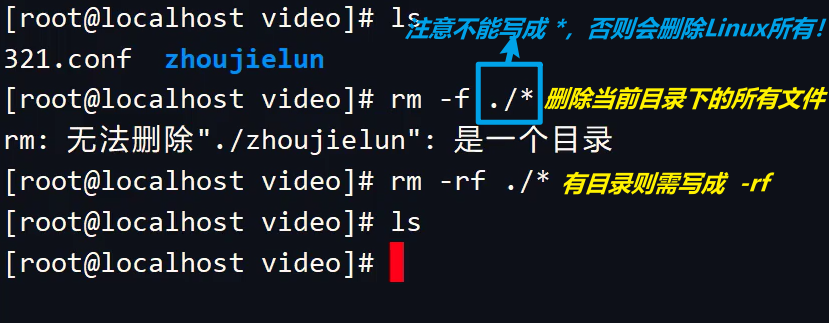 [root@localhost video]# ls
注意不能写成 *，否则会删除Linux所有！
321.conf  zhoujielun
[root@localhost video]# rm -f ./* 删除当前目录下的所有文件
rm: 无法删除"./zhoujielun": 是一个目录
[root@localhost video]# rm -rf ./* 有目录则需写成 -rf
[root@localhost video]# ls
[root@localhost video]#